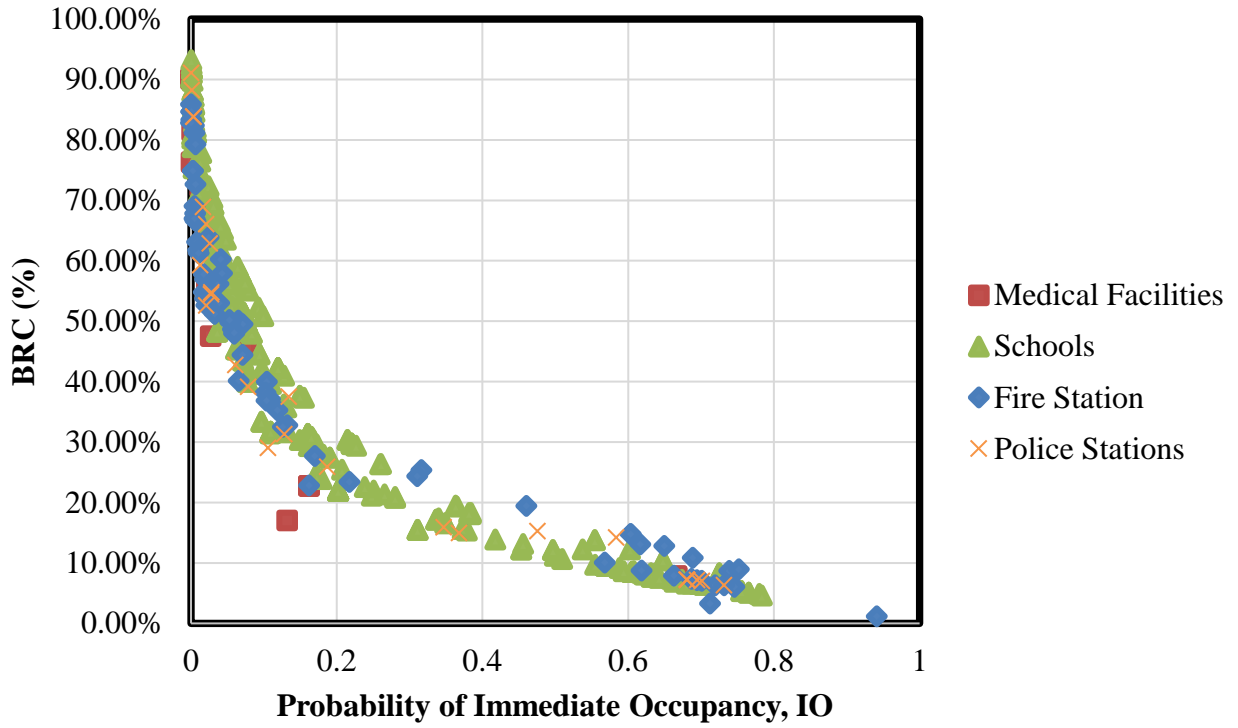 100.00%
90.00%
80.00%
70.00%
60.00%
50.00%
40.00%
30.00%
20.00%
10.00%
0.00%
BRC (%)
0 0.2 0.4 0.6 0.8 1
Probability of Immediate Occupancy, IO
Medical Facilities
Schools
Fire Station
Police Stations